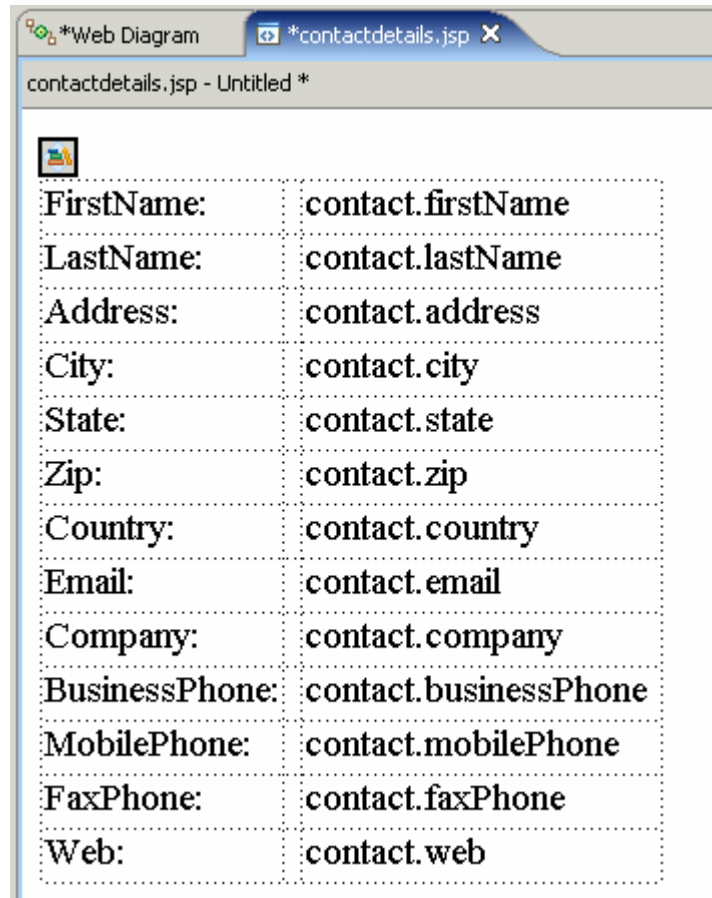 *Web Diagram *contactdetails.jsp
contactdetails.jsp - Untitled *
FirstName: contact.firstName
LastName: contact.lastName
Address: contact.address
City: contact.city
State: contact.state
Zip: contact.zip
Country: contact.country
Email: contact.email
Company: contact.company
BusinessPhone: contact.businessPhone
MobilePhone: contact.mobilePhone
FaxPhone: contact.faxPhone
Web: contact.web